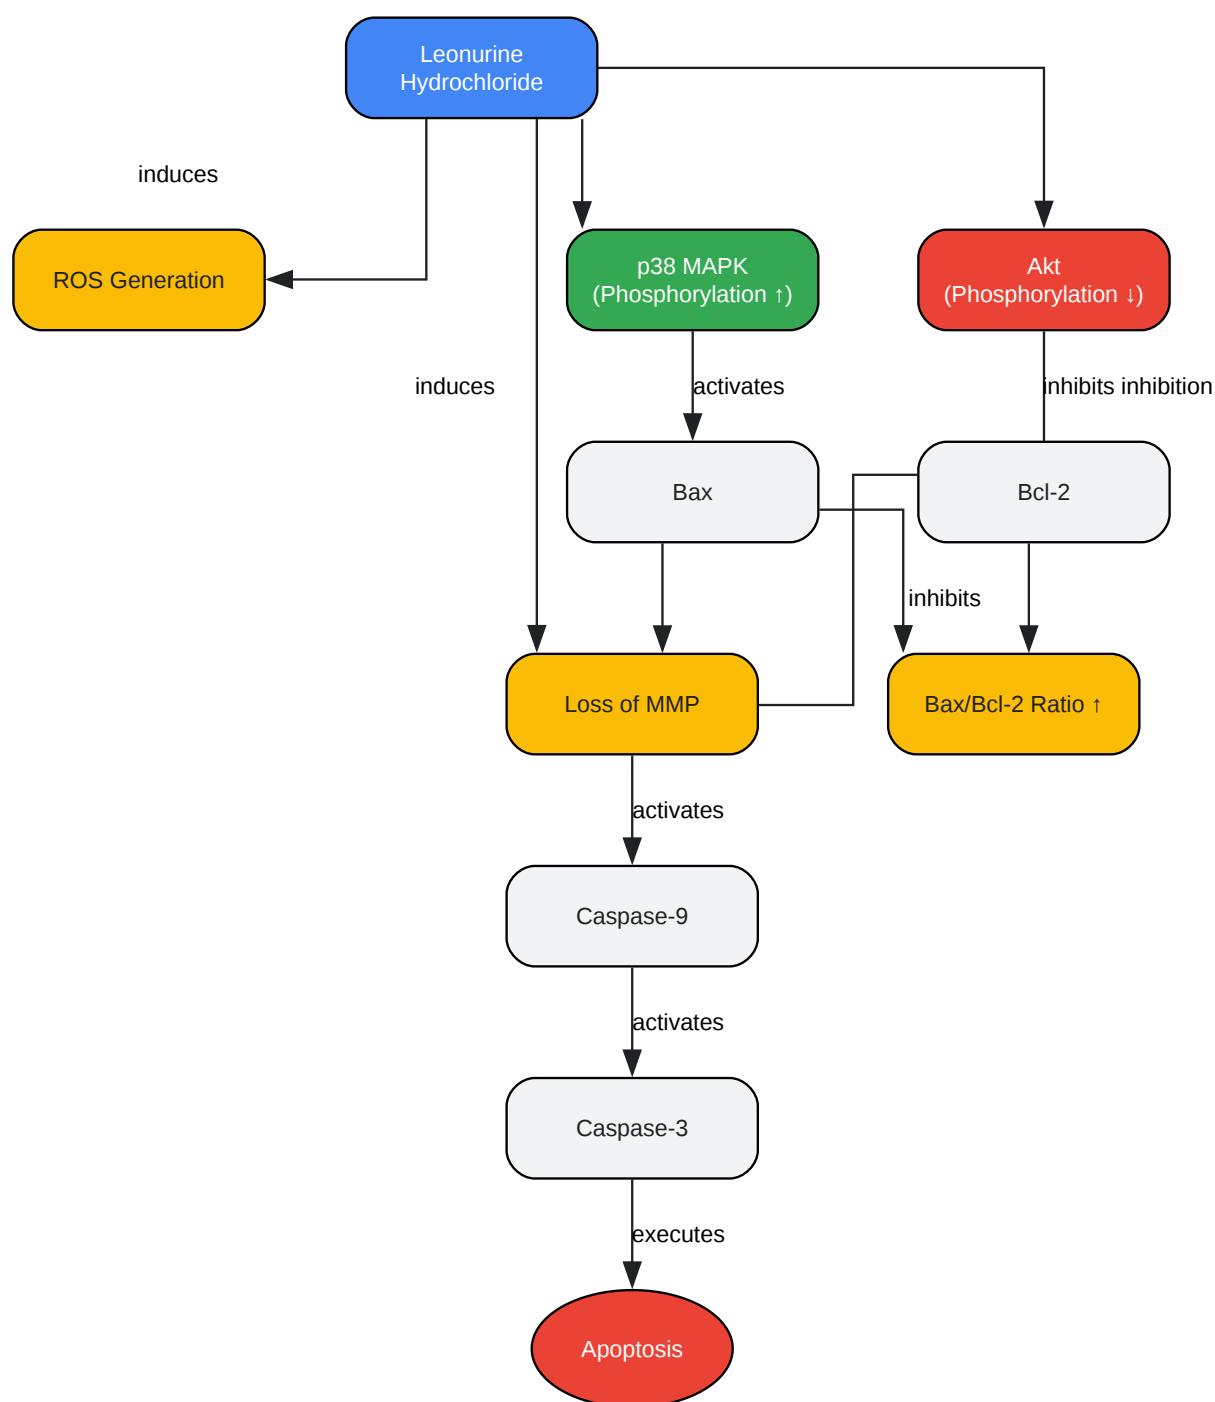 Leonurine
Hydrochloride
induces
ROS Generation
p38 MAPK
(Phosphorylation ↑)
Akt
(Phosphorylation ↓)
induces
activates
inhibits inhibition
Bax
Bcl-2
inhibits
Loss of MMP
Bax/Bcl-2 Ratio ↑
activates
Caspase-9
activates
Caspase-3
executes
Apoptosis